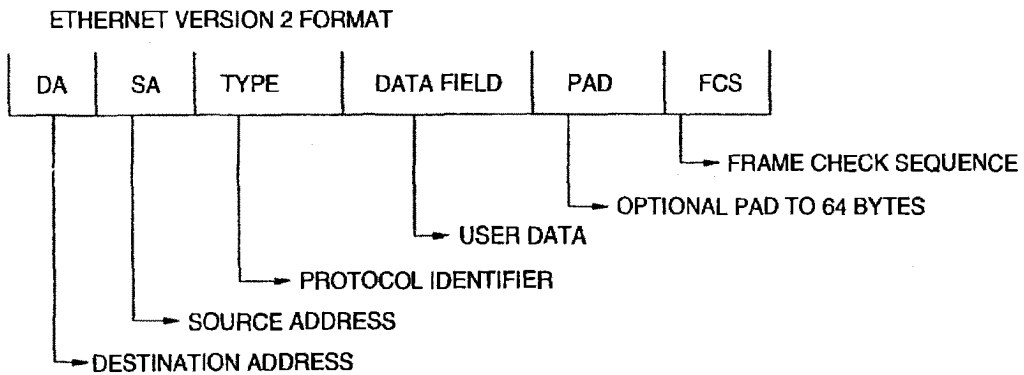 ETHERNET VERSION 2 FORMAT
DA SA TYPE DATA FIELD PAD FCS
FRAME CHECK SEQUENCE
OPTIONAL PAD TO 64 BYTES
USER DATA
PROTOCOL IDENTIFIER
SOURCE ADDRESS
DESTINATION ADDRESS